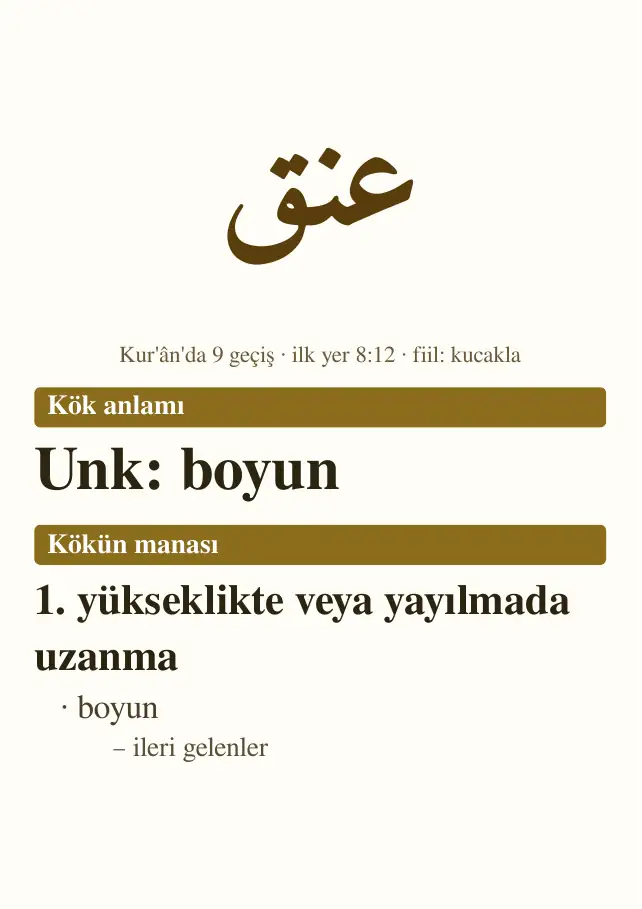 عنق
Kur'ân'da 9 geçiş · ilk yer 8:12 · fiil: kucakla
Kök anlamı
Unk: boyun
Kökün manası
1. yükseklikte veya yayılmada
uzanma
· boyun
– ileri gelenler